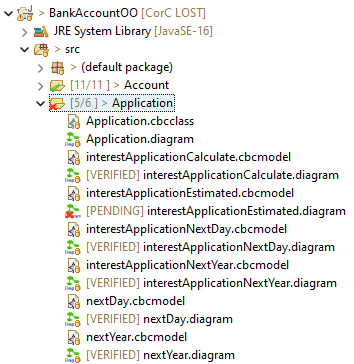 > BankAccountOO [CorC LOST]
JRE System Library [JavaSE-16]
> src
> (default package)
[11/11 ] > Account
[5/6 ] > Application
Application.cbcclass
Application.diagram
interestApplicationCalculate.cbcmodel
[VERIFIED] interestApplicationCalculate.diagram
interestApplicationEstimated.cbcmodel
[PENDING] interestApplicationEstimated.diagram
interestApplicationNextDay.cbcmodel
[VERIFIED] interestApplicationNextDay.diagram
interestApplicationNextYear.cbcmodel
[VERIFIED] interestApplicationNextYear.diagram
nextDay.cbcmodel
[VERIFIED] nextDay.diagram
nextYear.cbcmodel
[VERIFIED] nextYear.diagram